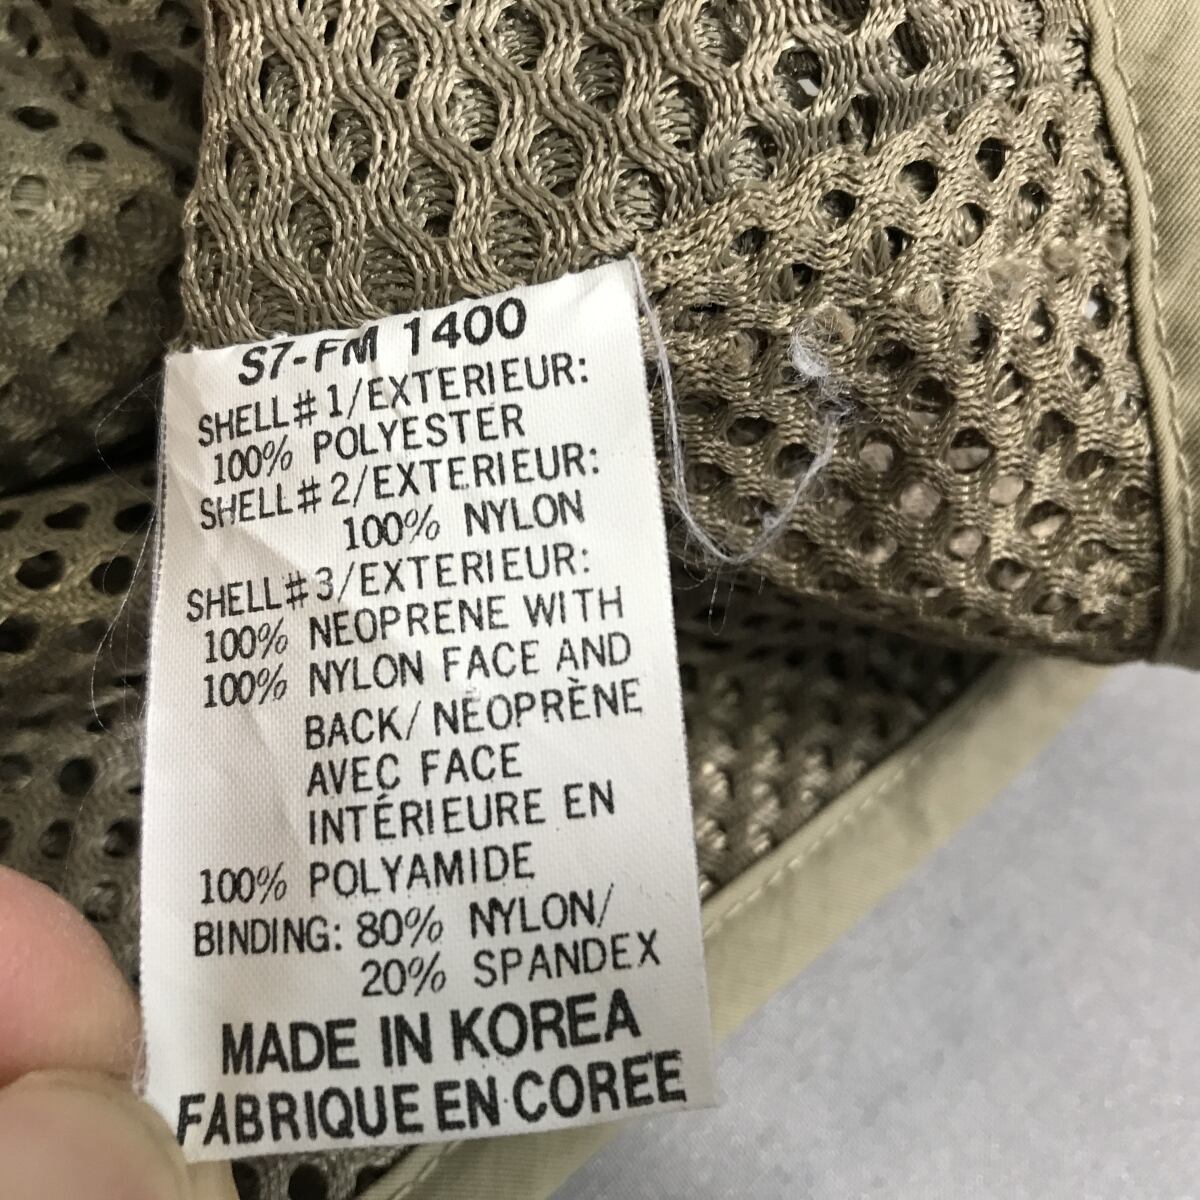 S7-FM 1400
SHELL#1/EXTERIEUR:
100% POLYESTER
SHELL#2/EXTERIEUR:
100% NYLON
SHELL#3/EXTERIEUR:
100% NEOPRENE WITH
100% NYLON FACE AND
BACK/NÉOPRÈNE
AVEC FACE
INTÉRIEURE EN
100% POLYAMIDE
BINDING: 80% NYLON/
20% SPANDEX
MADE IN KOREA
FABRIQUE EN COREE